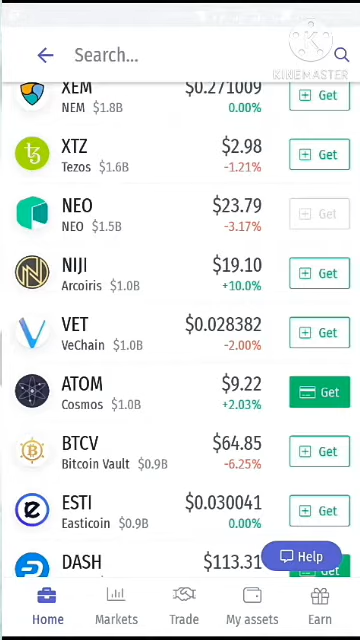 Search...
KINEMASTER
XEM $0.271009
NEM $1.8B 0.00% Get
XTZ $2.98
Tezos $1.6B -1.21% Get
NEO $23.79
NEO $1.5B -3.17% Get
NIJI $19.10
Arcoiris $1.0B +10.0% Get
VET $0.028382
VeChain $1.0B -2.00% Get
ATOM $9.22
Cosmos $1.0B +2.03% Get
BTCV $64.85
Bitcoin Vault $0.9B -6.25% Get
ESTI $0.030041
Easticoin $0.9B 0.00% Get
DASH $113.31
Get
Help
Home Markets Trade My assets Earn